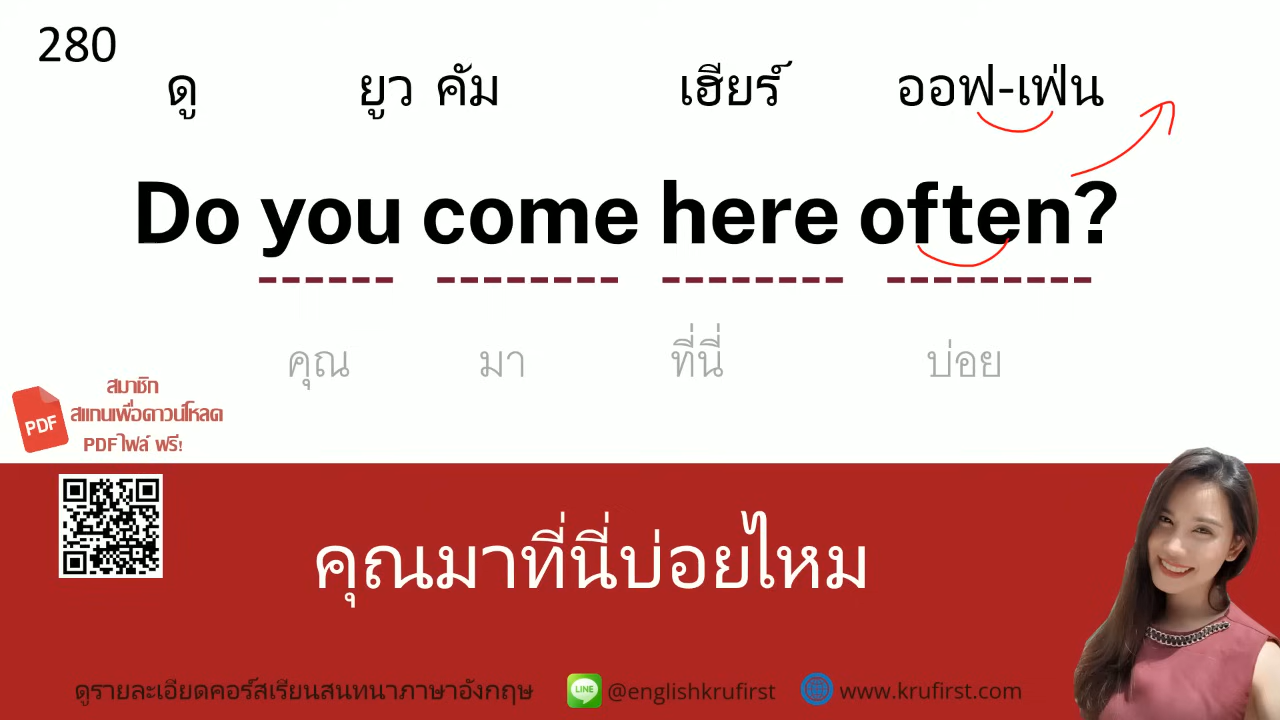 280
ดู ยูว คัม เฮียร์ ออฟ-เฟ่น
Do you come here often?
คุณ มา ที่นี่ บ่อย
สมาชิก
สแกนเพื่อดาวน์โหลด
PDF ไฟล์ ฟรี!
PDF
คุณมาที่นี่บ่อยไหม
ดูรายละเอียดคอร์สเรียนสนทนาภาษาอังกฤษ LINE @englishkrufirst www.krufirst.com